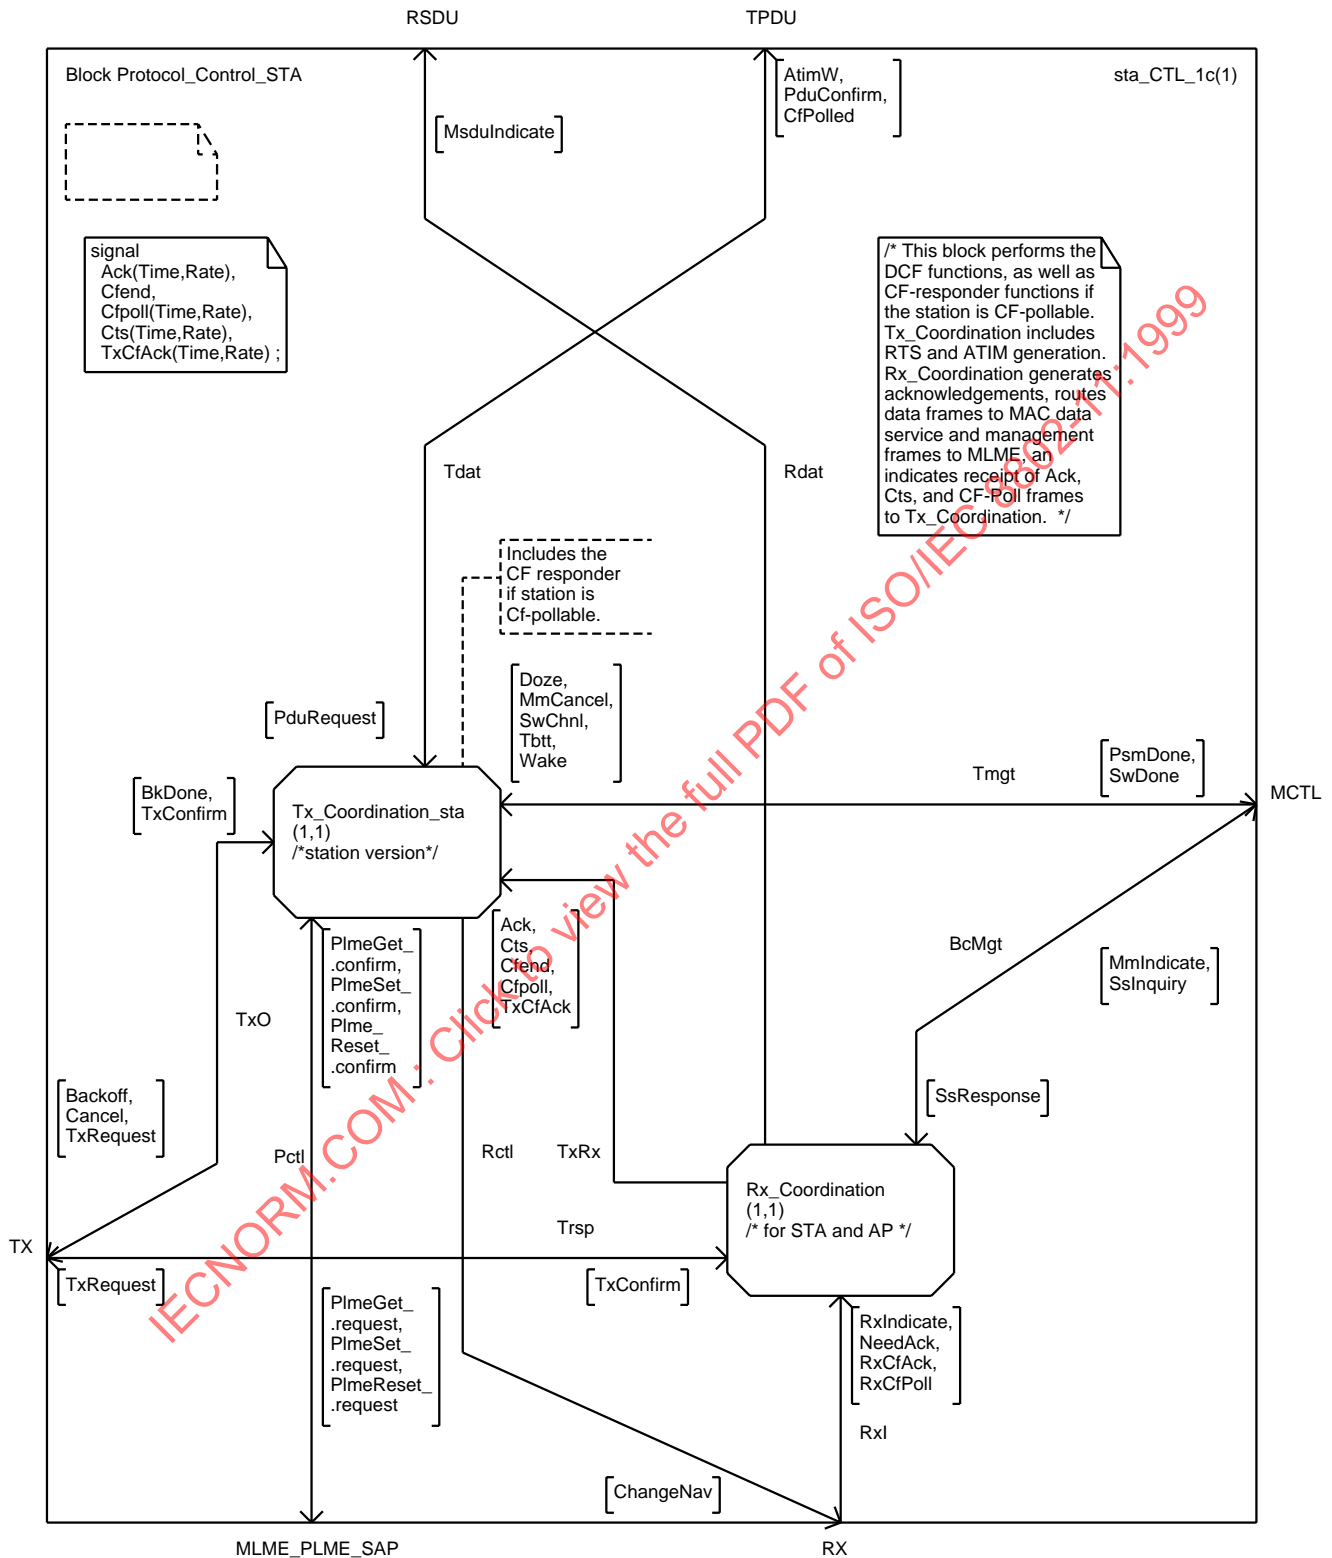 RSDU
TPDU
Block Protocol_Control_STA
sta_CTL_1c(1)
AtimW,
PduConfirm,
CfPolled
MsduIndicate
signal
Ack(Time,Rate),
Cfend,
Cfpoll(Time,Rate),
Cts(Time,Rate),
TxCfAck(Time,Rate) ;
/* This block performs the
DCF functions, as well as
CF-responder functions if
the station is CF-pollable.
Tx_Coordination includes
RTS and ATIM generation.
Rx_Coordination generates
acknowledgements, routes
data frames to MAC data
service and management
frames to MLME, an
indicates receipt of Ack,
Cts, and CF-Poll frames
to Tx_Coordination. */
Tdat
Rdat
Includes the
CF responder
if station is
Cf-pollable.
Doze,
MmCancel,
SwChnl,
Tbtt,
Wake
PduRequest
Tmgt
PsmDone,
SwDone
MCTL
BkDone,
TxConfirm
Tx_Coordination_sta
(1,1)
/*station version*/
PlmeGet_
.confirm,
PlmeSet_
.confirm,
Plme_
Reset_
.confirm
Ack,
Cts,
Cfend,
Cfpoll,
TxCfAck
BcMgt
MmIndicate,
SsInquiry
TxO
Backoff,
Cancel,
TxRequest
SsResponse
Pctl
Rctl
TxRx
Rx_Coordination
(1,1)
/* for STA and AP */
Trsp
TX
TxRequest
TxConfirm
PlmeGet_
.request,
PlmeSet_
.request,
PlmeReset_
.request
RxIndicate,
NeedAck,
RxCfAck,
RxCfPoll
RxI
ChangeNav
MLME_PLME_SAP
RX
IECNORM.COM : Click to view the full PDF of ISO/IEC 8802-11:1999